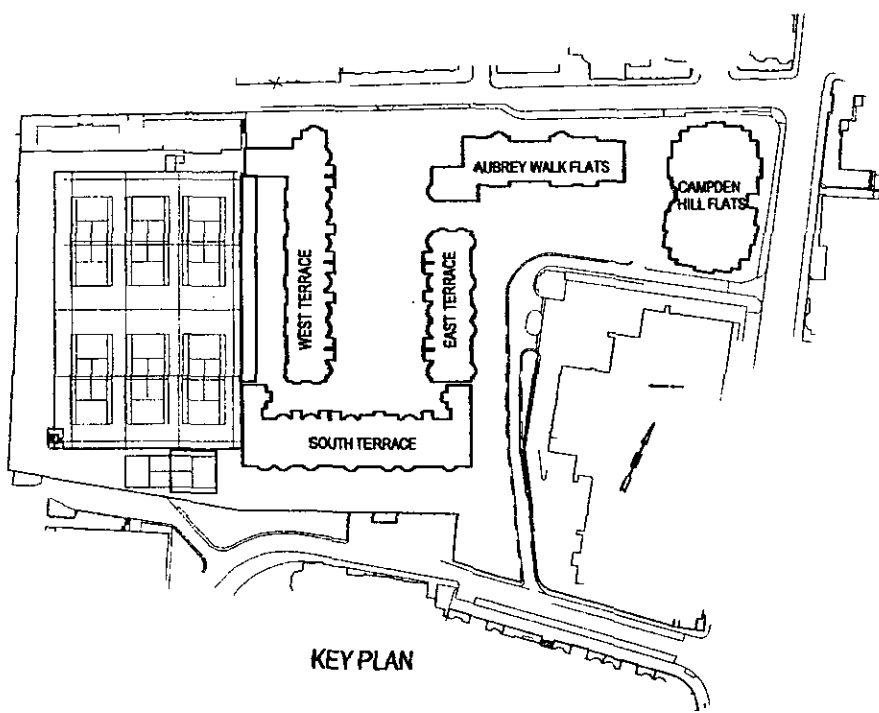 AUBREY WALK FLATS
CAMPDEN
HILL FLATS
WEST TERRACE
EAST TERRACE
SOUTH TERRACE
KEY PLAN